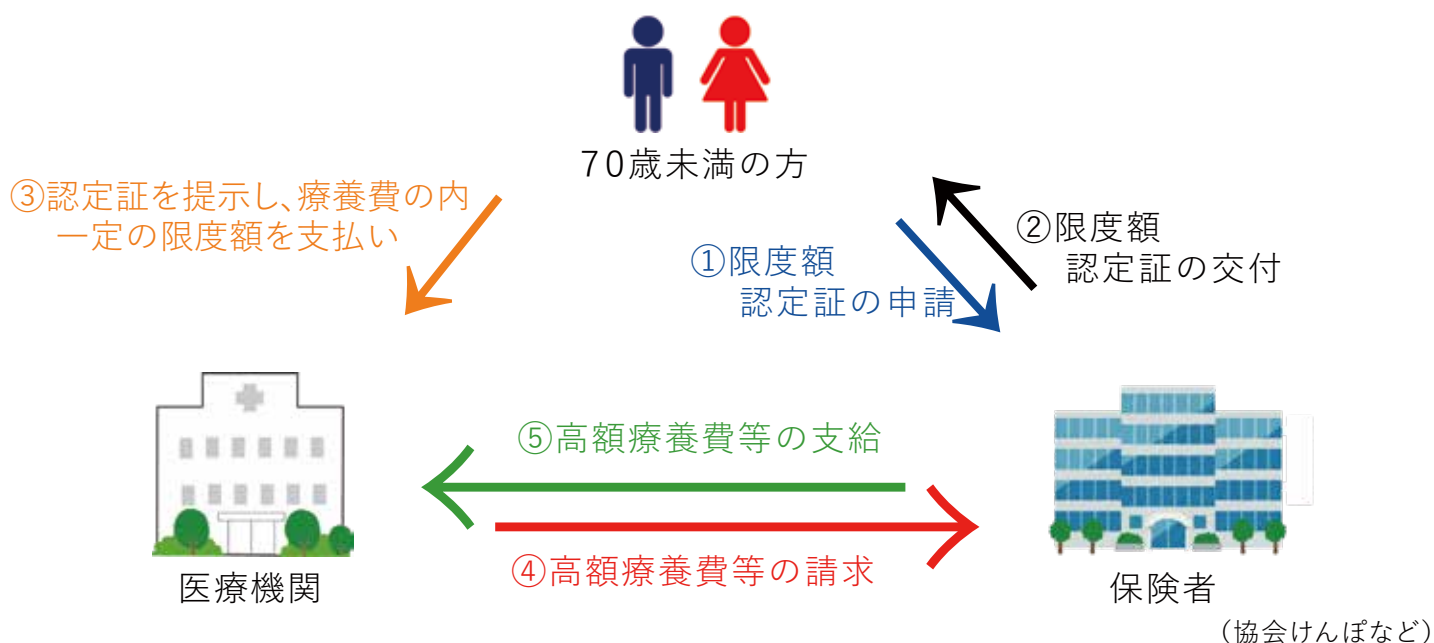 70歳未満の方
③認定証を提示し、療養費の内
一定の限度額を支払い
①限度額
認定証の申請
②限度額
認定証の交付
⑤高額療養費等の支給
④高額療養費等の請求
医療機関
保険者
（協会けんぽなど）